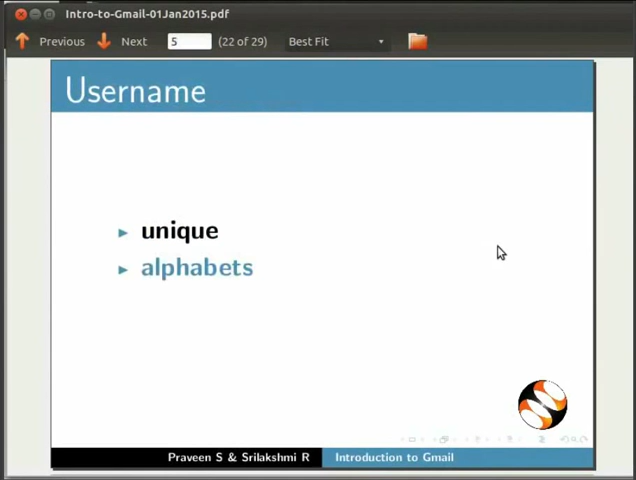 Intro-to-Gmail-01Jan2015.pdf
Previous Next 5 (22 of 29) Best Fit
Username
unique
alphabets
Praveen S & Srilakshmi R Introduction to Gmail